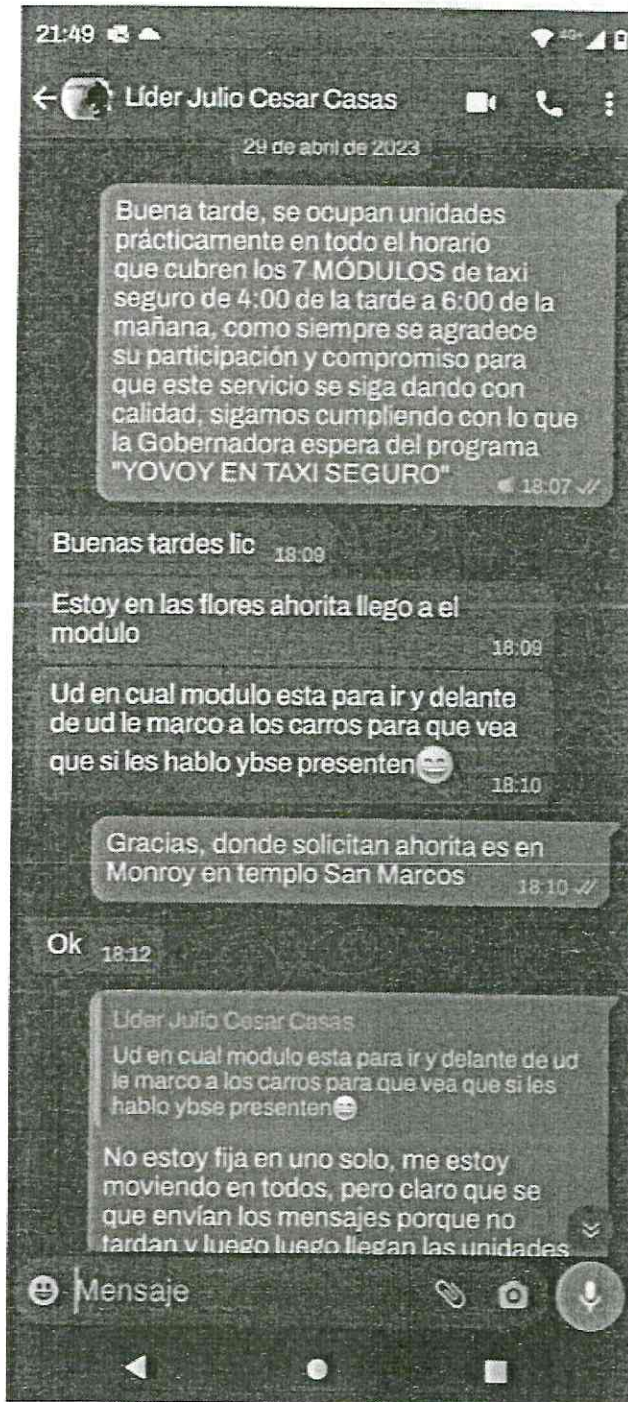 21:49
4G+
Líder Julio Cesar Casas
29 de abril de 2023
Buena tarde, se ocupan unidades
prácticamente en todo el horario
que cubren los 7 MÓDULOS de taxi
seguro de 4:00 de la tarde a 6:00 de la
mañana, como siempre se agradece
su participación y compromiso para
que este servicio se siga dando con
calidad, sigamos cumpliendo con lo que
la Gobernadora espera del programa
"YOVOY EN TAXI SEGURO"
18:07
Buenas tardes lic 18:09
Estoy en las flores ahorita llego a el
modulo
18:09
Ud en cual modulo esta para ir y delante
de ud le marco a los carros para que vea
que si les hablo ybse presenten😄
18:10
Gracias, donde solicitan ahorita es en
Monroy en templo San Marcos
18:10
Ok 18:12
Líder Julio Cesar Casas
Ud en cual modulo esta para ir y delante de ud
le marco a los carros para que vea que si les
hablo ybse presenten😄
No estoy fija en uno solo, me estoy
moviendo en todos, pero claro que se
que envían los mensajes porque no
tardan y luego luego llegan las unidades
Mensaje